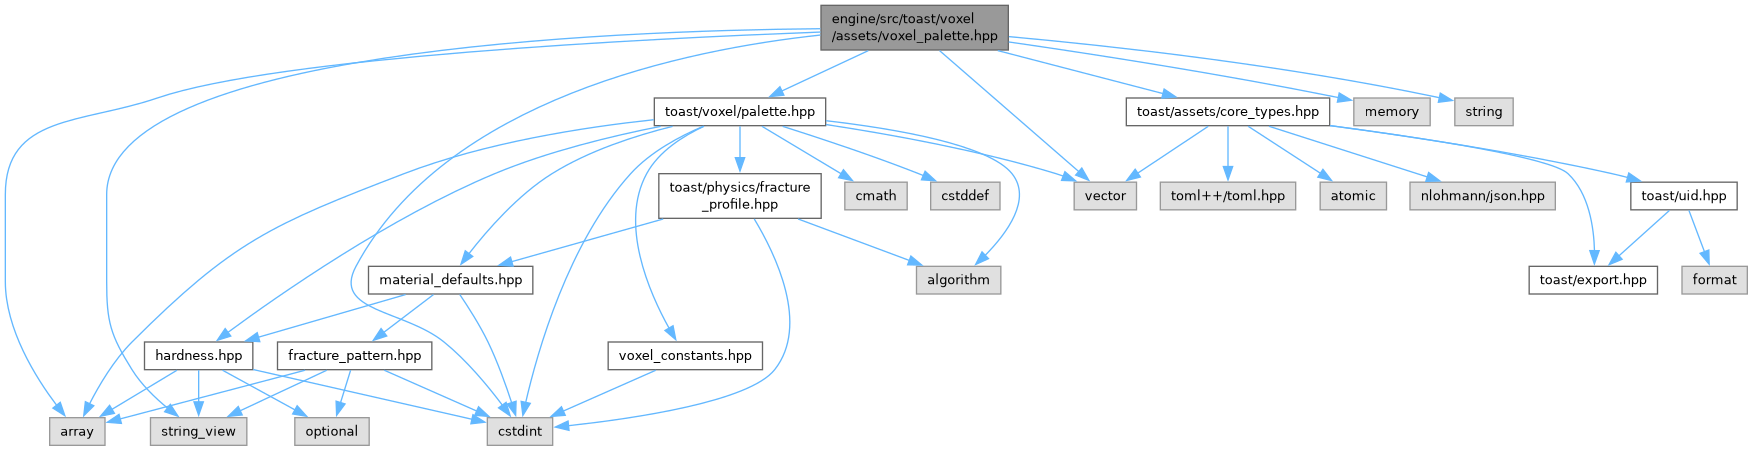 engine/src/toast/voxel
/assets/voxel_palette.hpp
toast/voxel/palette.hpp
toast/assets/core_types.hpp
memory
string
toast/physics/fracture
_profile.hpp
cmath
cstddef
vector
toml++/toml.hpp
atomic
nlohmann/json.hpp
toast/uid.hpp
material_defaults.hpp
algorithm
toast/export.hpp
format
hardness.hpp
fracture_pattern.hpp
voxel_constants.hpp
array
string_view
optional
cstdint